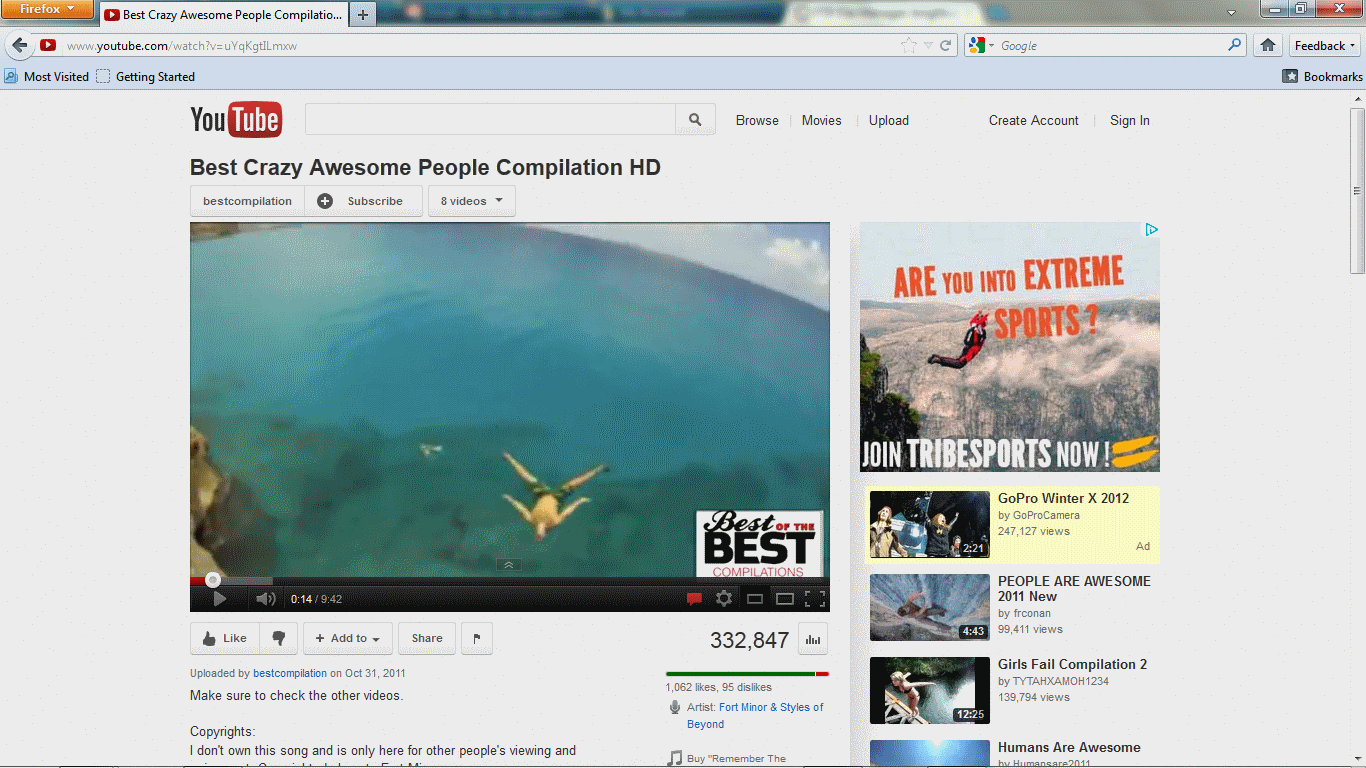 Firefox
Best Crazy Awesome People Compilatio...
www.youtube.com/watch?v=uYqKgtILmxw
Google
Feedback
Most Visited
Getting Started
Bookmarks
YouTube
Browse
Movies
Upload
Create Account
Sign In
Best Crazy Awesome People Compilation HD
bestcompilation
Subscribe
8 videos
Best OF THE
BEST
COMPILATIONS
0:14 / 9:42
Like
Add to
Share
332,847
Uploaded by bestcompilation on Oct 31, 2011
Make sure to check the other videos.
Copyrights:
I don't own this song and is only here for other people's viewing and
1,062 likes, 95 dislikes
Artist: Fort Minor & Styles of
Beyond
Buy "Remember The
ARE YOU INTO EXTREME
SPORTS ?
JOIN TRIBESPORTS NOW !
GoPro Winter X 2012
by GoProCamera
247,127 views
Ad
2:21
PEOPLE ARE AWESOME
2011 New
by frconan
99,411 views
4:43
Girls Fail Compilation 2
by TYTAHXAMOH1234
139,794 views
12:25
Humans Are Awesome
by Humansare2011